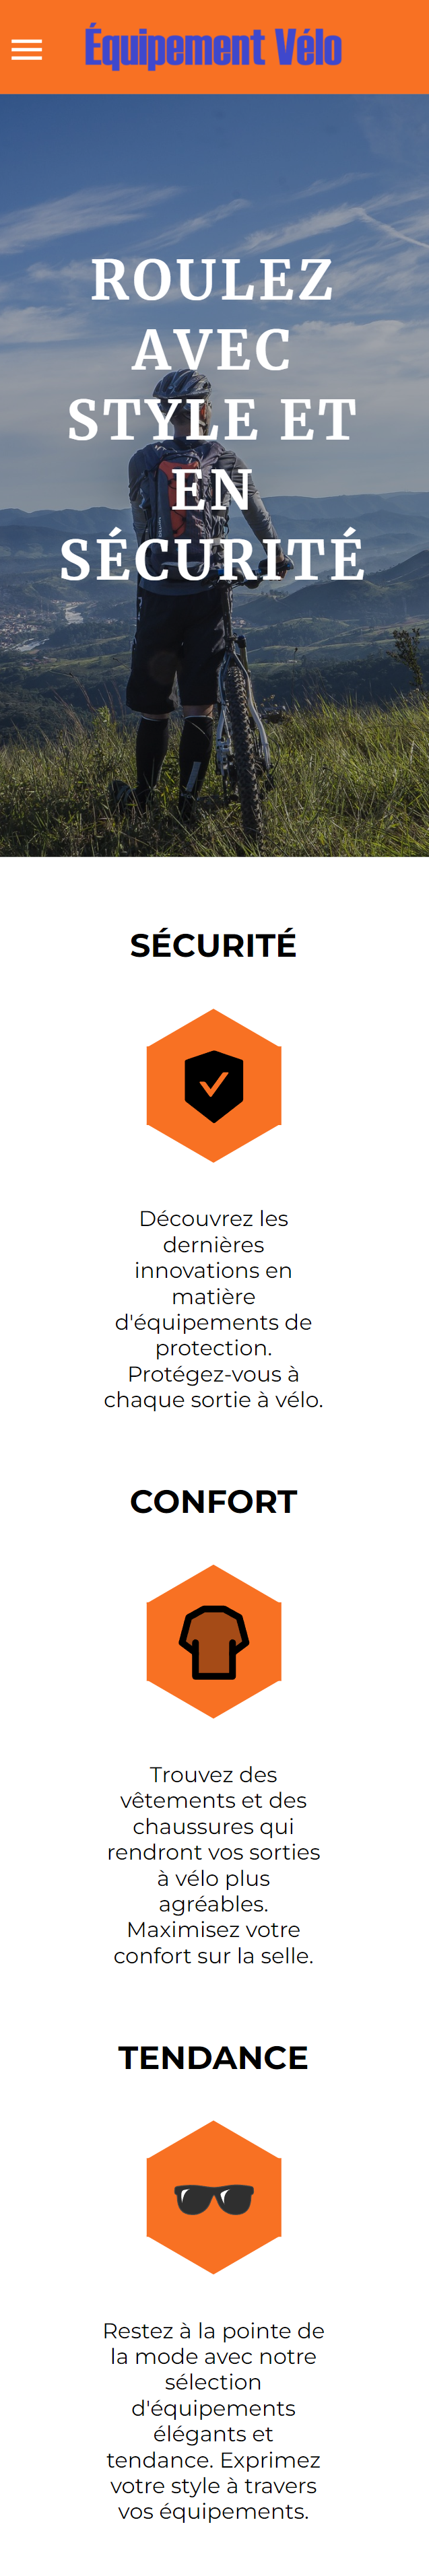 Équipement Vélo
ROULEZ
AVEC
STYLE ET
EN
SÉCURITÉ
SÉCURITÉ
Découvrez les
dernières
innovations en
matière
d'équipements de
protection.
Protégez-vous à
chaque sortie à vélo.
CONFORT
Trouvez des
vêtements et des
chaussures qui
rendront vos sorties
à vélo plus
agréables.
Maximisez votre
confort sur la selle.
TENDANCE
Restez à la pointe de
la mode avec notre
sélection
d'équipements
élégants et
tendance. Exprimez
votre style à travers
vos équipements.